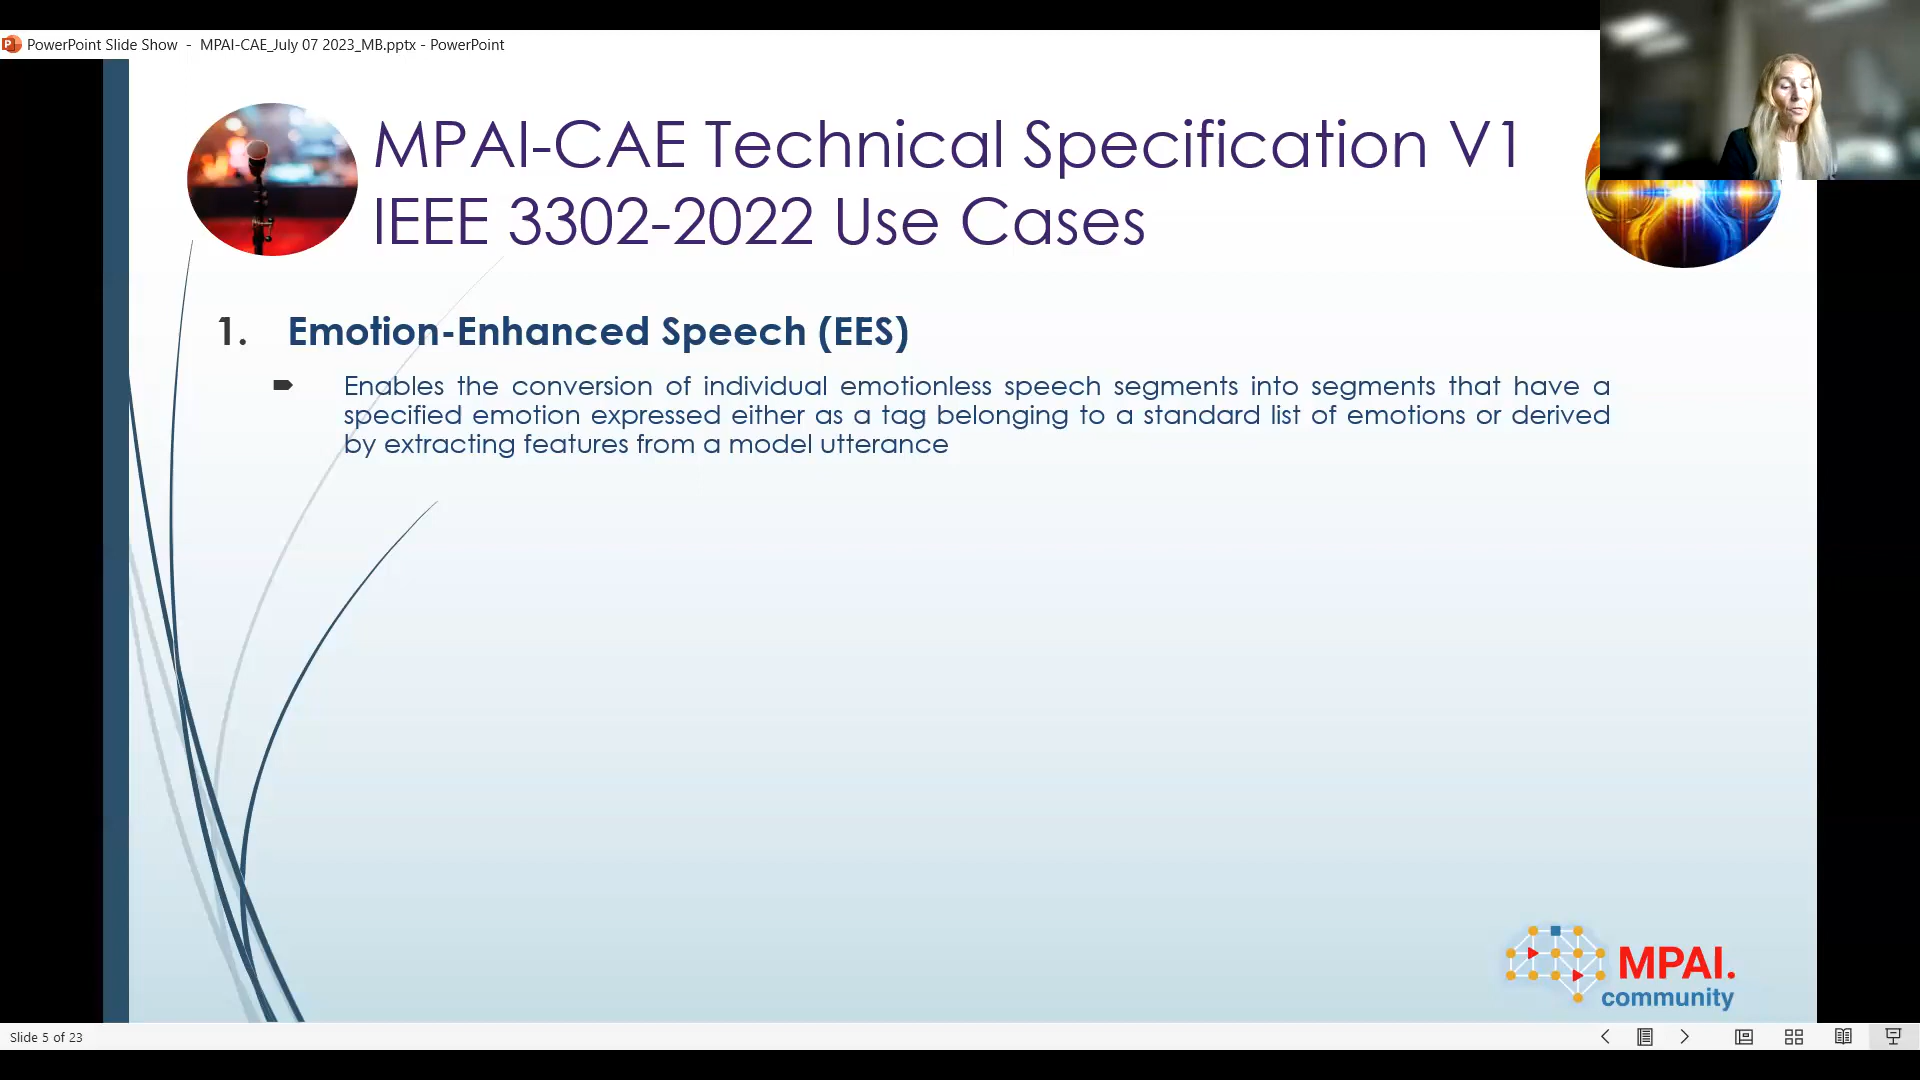 PowerPoint Slide Show - MPAI-CAE_July 07 2023_MB.pptx - PowerPoint
MPAI-CAE Technical Specification V1
IEEE 3302-2022 Use Cases
1. Emotion-Enhanced Speech (EES)
Enables the conversion of individual emotionless speech segments into segments that have a
specified emotion expressed either as a tag belonging to a standard list of emotions or derived
by extracting features from a model utterance
MPAI.
community
Slide 5 of 23